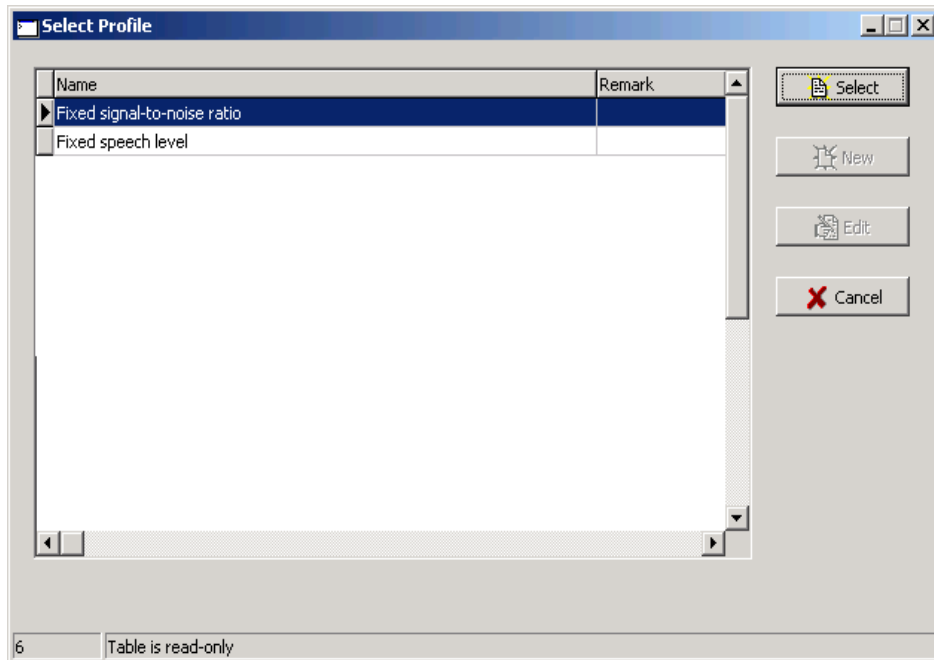 Select Profile
Name Remark
Select
Fixed signal-to-noise ratio
Fixed speech level
New
Edit
Cancel
6 Table is read-only